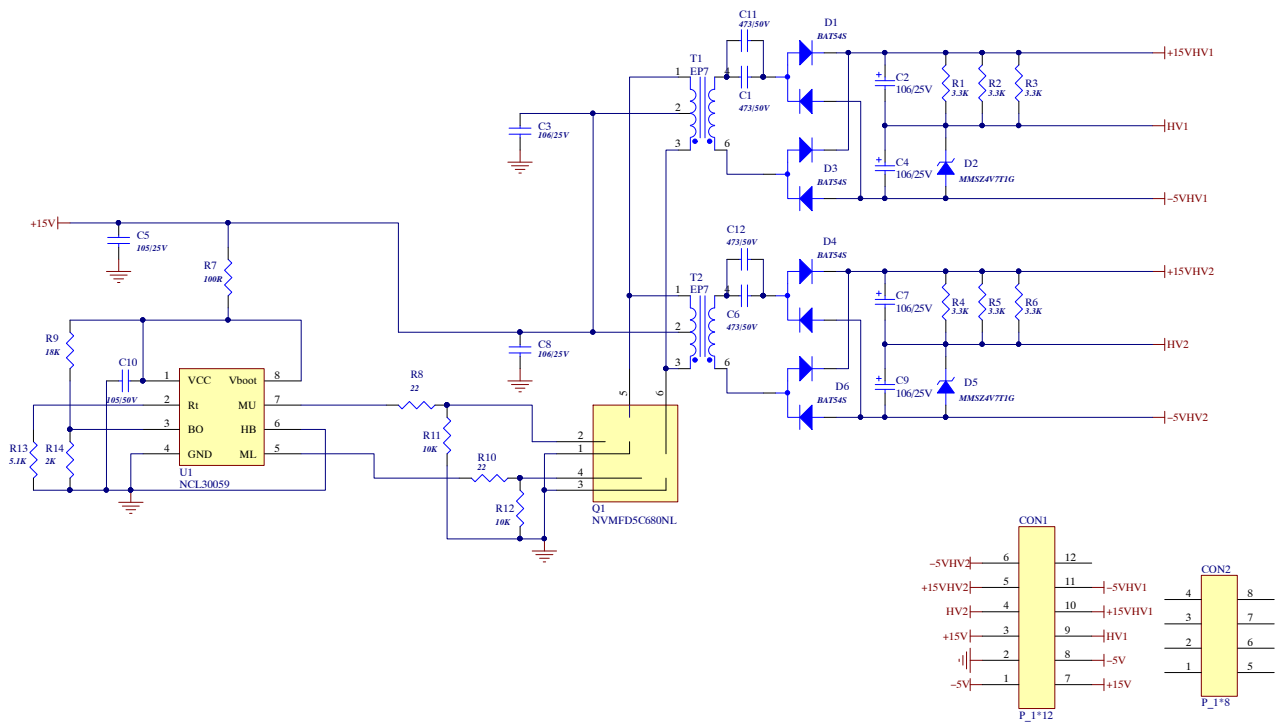 C11
473/50V
D1
BAT54S
T1
EP7
1
4
C1
473/50V
2
3
6
C3
106/25V
D3
BAT54S
C2
106/25V
R1
3.3K
R2
3.3K
R3
3.3K
+15VHV1
HV1
C4
106/25V
D2
MMSZ4V7T1G
-5VHV1
+15V
C5
105/25V
R7
100R
C12
473/50V
D4
BAT54S
T2
EP7
1
4
C6
473/50V
2
3
6
C8
106/25V
D6
BAT54S
C7
106/25V
R4
3.3K
R5
3.3K
R6
3.3K
+15VHV2
HV2
C9
106/25V
D5
MMSZ4V7T1G
-5VHV2
R9
18K
C10
105/50V
1 VCC Vboot 8
2 Rt MU 7
3 BO HB 6
4 GND ML 5
U1
NCL30059
R13
5.1K
R14
2K
R8
22
R11
10K
R10
22
R12
10K
5
6
2
1
4
3
Q1
NVMFD5C680NL
CON1
-5VHV2 6 12
+15VHV2 5 11 -5VHV1
HV2 4 10 +15VHV1
+15V 3 9 HV1
2 8 -5V
-5V 1 7 +15V
P_1*12
CON2
4 8
3 7
2 6
1 5
P_1*8